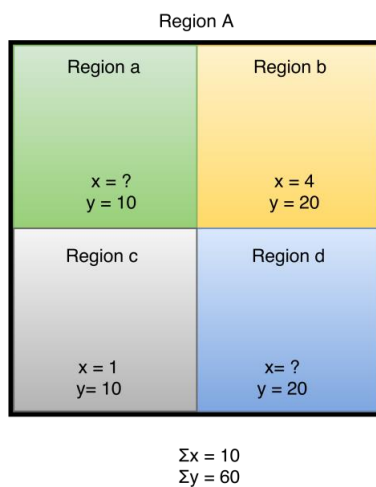 Region A
Region a
x = ?
y = 10
Region b
x = 4
y = 20
Region c
x = 1
y= 10
Region d
x= ?
y = 20
Σx = 10
Σy = 60